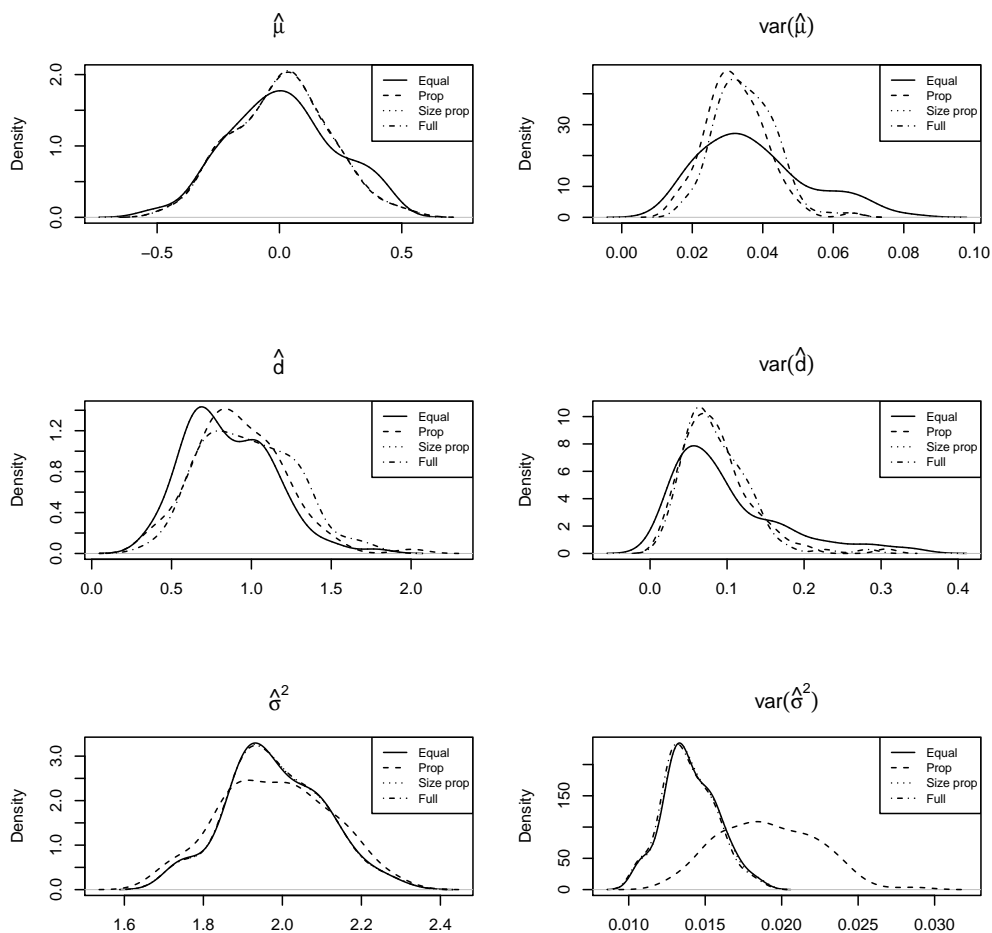 μ̂
Density
0.0 1.0 2.0
−0.5 0.0 0.5
Equal
Prop
Size prop
Full
var(μ̂)
Density
0 10 30
0.00 0.02 0.04 0.06 0.08 0.10
Equal
Prop
Size prop
Full
d̂
Density
0.0 0.4 0.8 1.2
0.0 0.5 1.0 1.5 2.0
Equal
Prop
Size prop
Full
var(d̂)
Density
0 2 4 6 8 10
0.0 0.1 0.2 0.3 0.4
Equal
Prop
Size prop
Full
σ̂²
Density
0.0 1.0 2.0 3.0
1.6 1.8 2.0 2.2 2.4
Equal
Prop
Size prop
Full
var(σ̂²)
Density
0 50 150
0.010 0.015 0.020 0.025 0.030
Equal
Prop
Size prop
Full